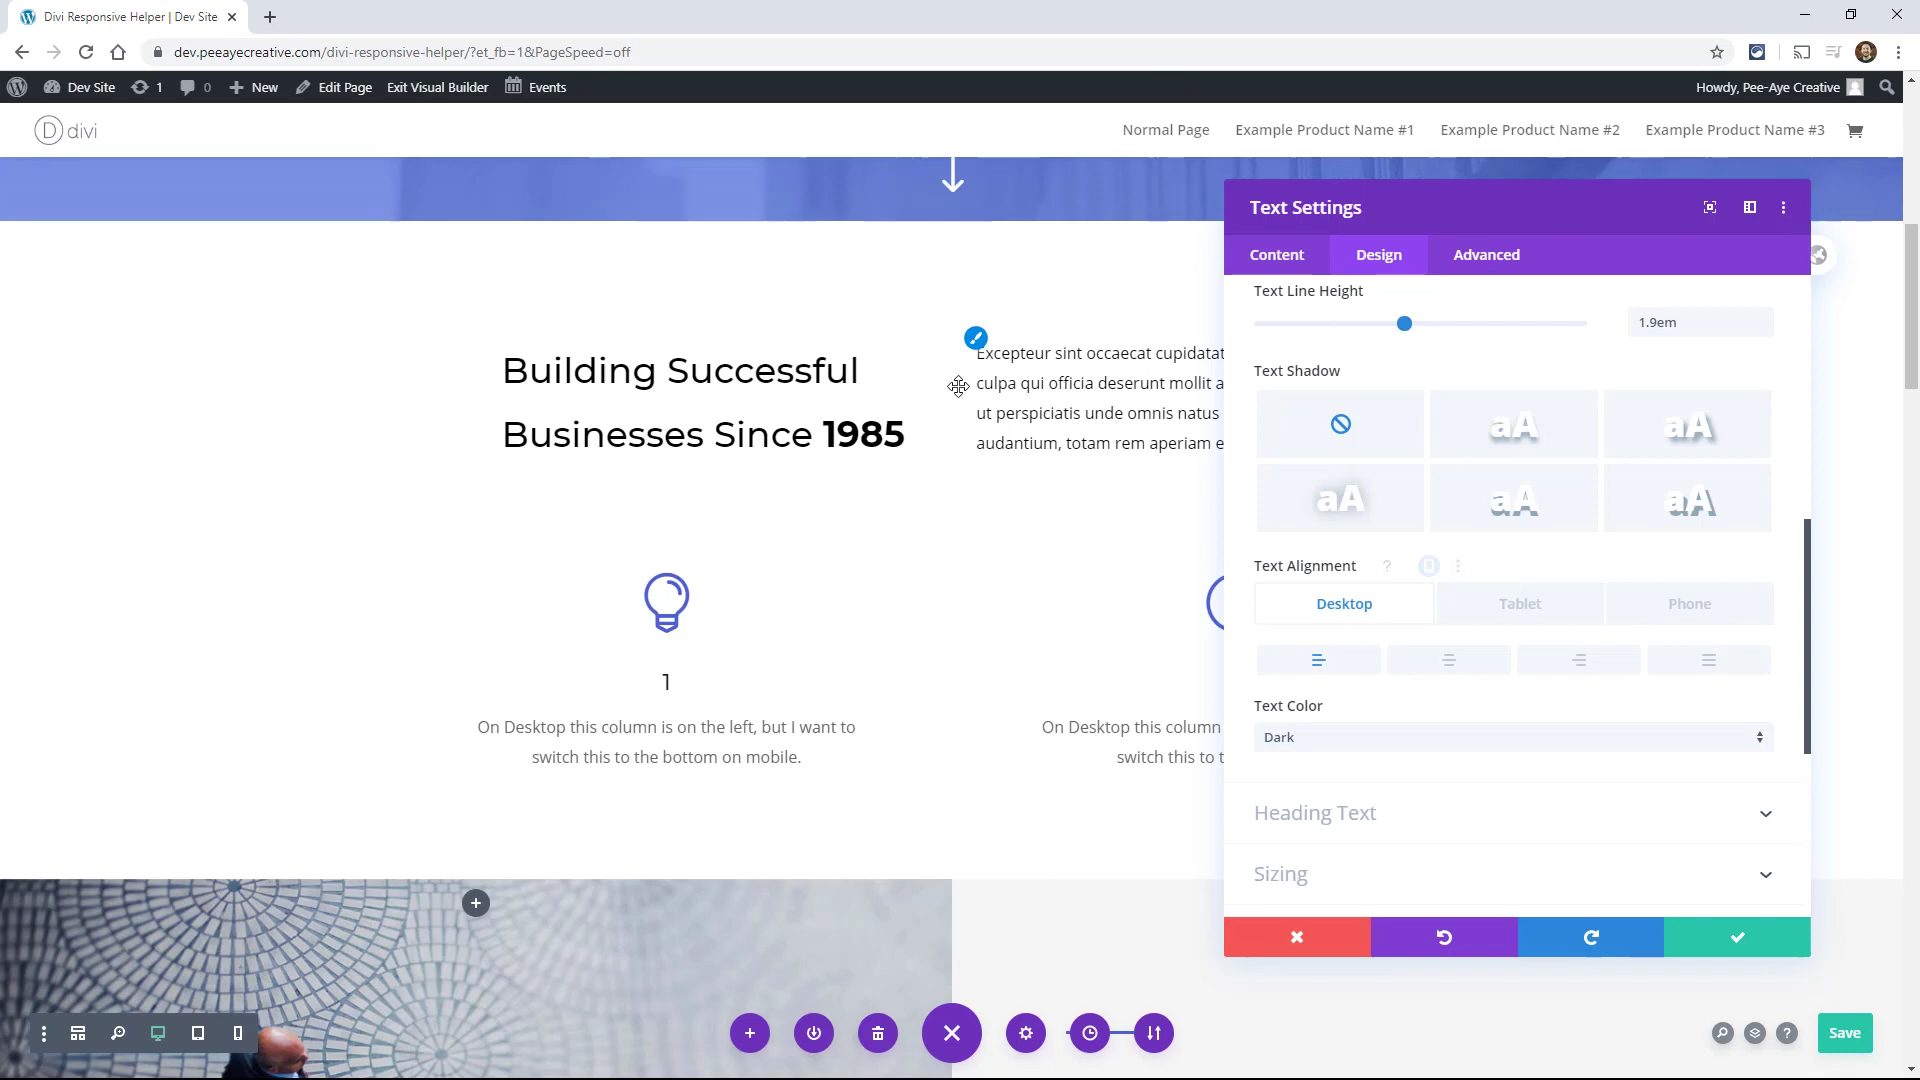 Divi Responsive Helper | Dev Site
dev.peeayecreative.com/divi-responsive-helper/?et_fb=1&PageSpeed=off
Dev Site 1 0 New Edit Page Exit Visual Builder Events Howdy, Pee-Aye Creative
D divi Normal Page Example Product Name #1 Example Product Name #2 Example Product Name #3
Building Successful
Businesses Since 1985
Excepteur sint occaecat cupidatat
culpa qui officia deserunt mollit a
ut perspiciatis unde omnis natus
audantium, totam rem aperiam e
1
On Desktop this column is on the left, but I want to
switch this to the bottom on mobile.
On Desktop this column
switch this to t
Text Settings
Content Design Advanced
Text Line Height
1.9em
Text Shadow
aA aA
aA aA aA
Text Alignment ?
Desktop Tablet Phone
Text Color
Dark
Heading Text
Sizing
? Save